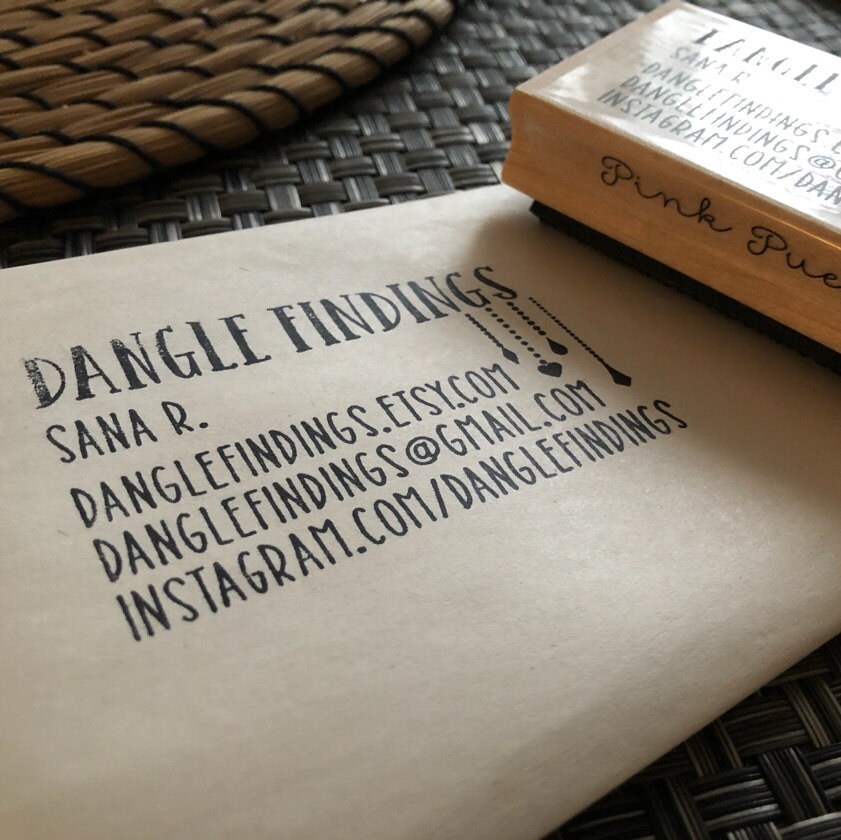 DANGLE FINDINGS
SANA R.
DANGLEFINDINGS.ETSY.COM
DANGLEFINDINGS@GMAIL.COM
INSTAGRAM.COM/DANGLEFINDINGS
SANA R.
Pink